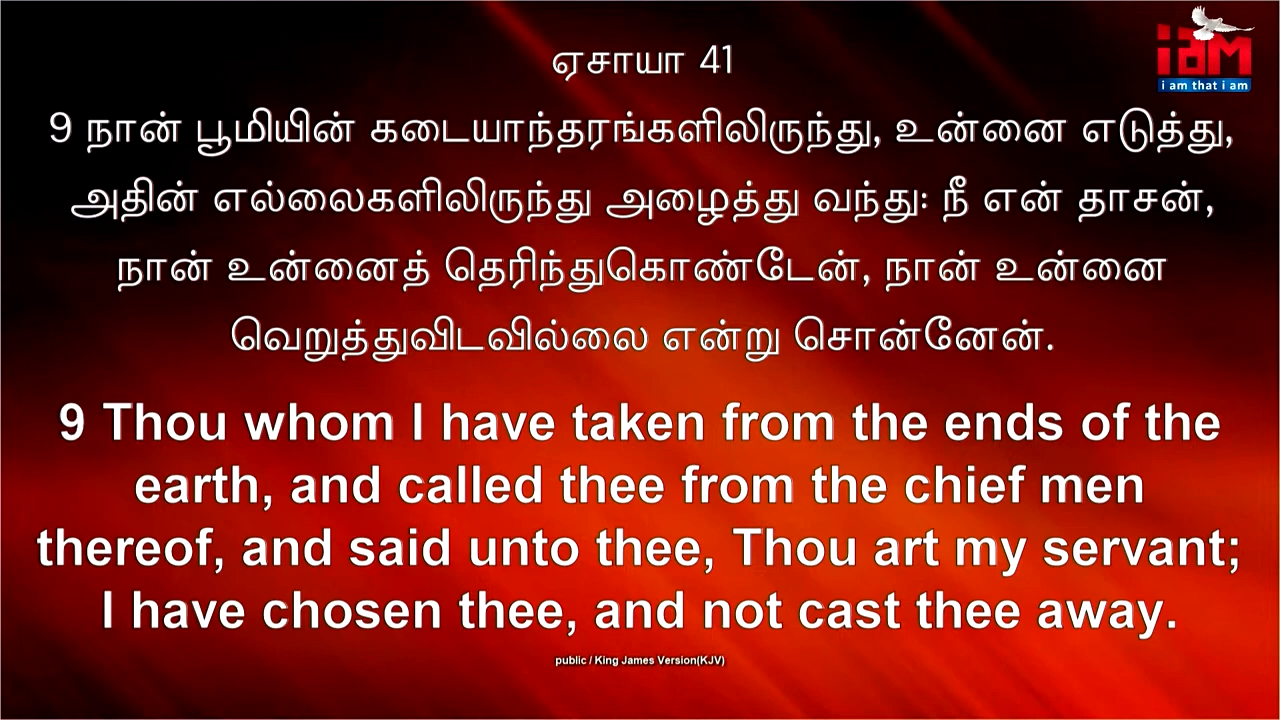 ஏசாயா 41
iam
i am that i am
9 நான் பூமியின் கடையாந்தரங்களிலிருந்து, உன்னை எடுத்து,
அதின் எல்லைகளிலிருந்து அழைத்து வந்து: நீ என் தாசன்,
நான் உன்னைத் தெரிந்துகொண்டேன், நான் உன்னை
வெறுத்துவிடவில்லை என்று சொன்னேன்.
9 Thou whom I have taken from the ends of the
earth, and called thee from the chief men
thereof, and said unto thee, Thou art my servant;
I have chosen thee, and not cast thee away.
public / King James Version(KJV)